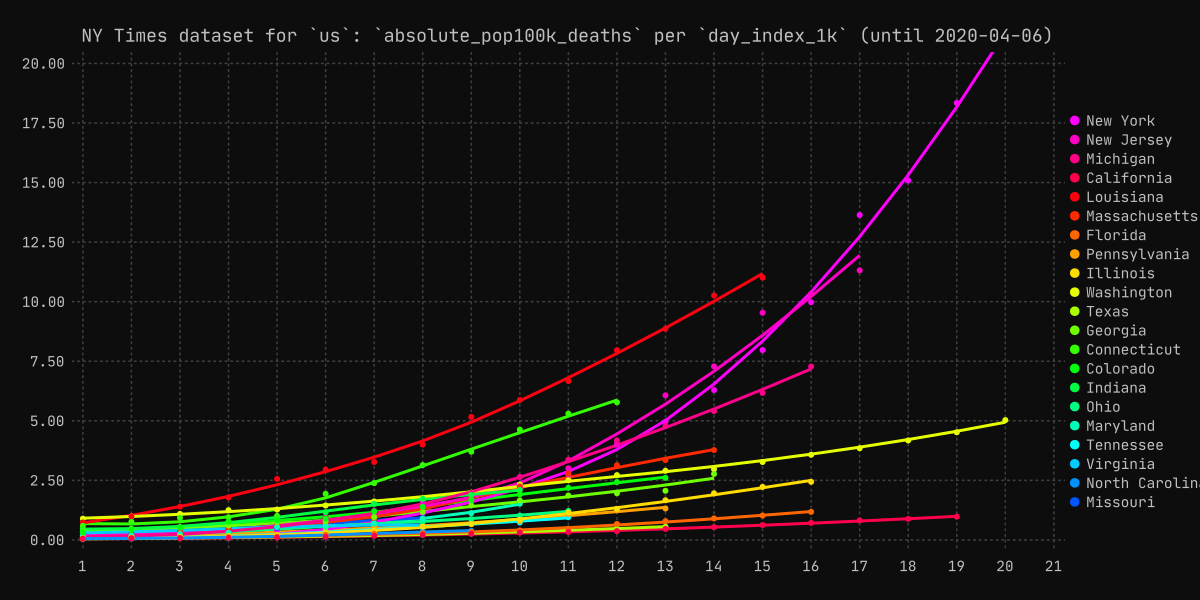 NY Times dataset for `us`: `absolute_pop100k_deaths` per `day_index_1k` (until 2020-04-06)
20.00
17.50
15.00
12.50
10.00
7.50
5.00
2.50
0.00
1 2 3 4 5 6 7 8 9 10 11 12 13 14 15 16 17 18 19 20 21
New York
New Jersey
Michigan
California
Louisiana
Massachusetts
Florida
Pennsylvania
Illinois
Washington
Texas
Georgia
Connecticut
Colorado
Indiana
Ohio
Maryland
Tennessee
Virginia
North Carolin
Missouri